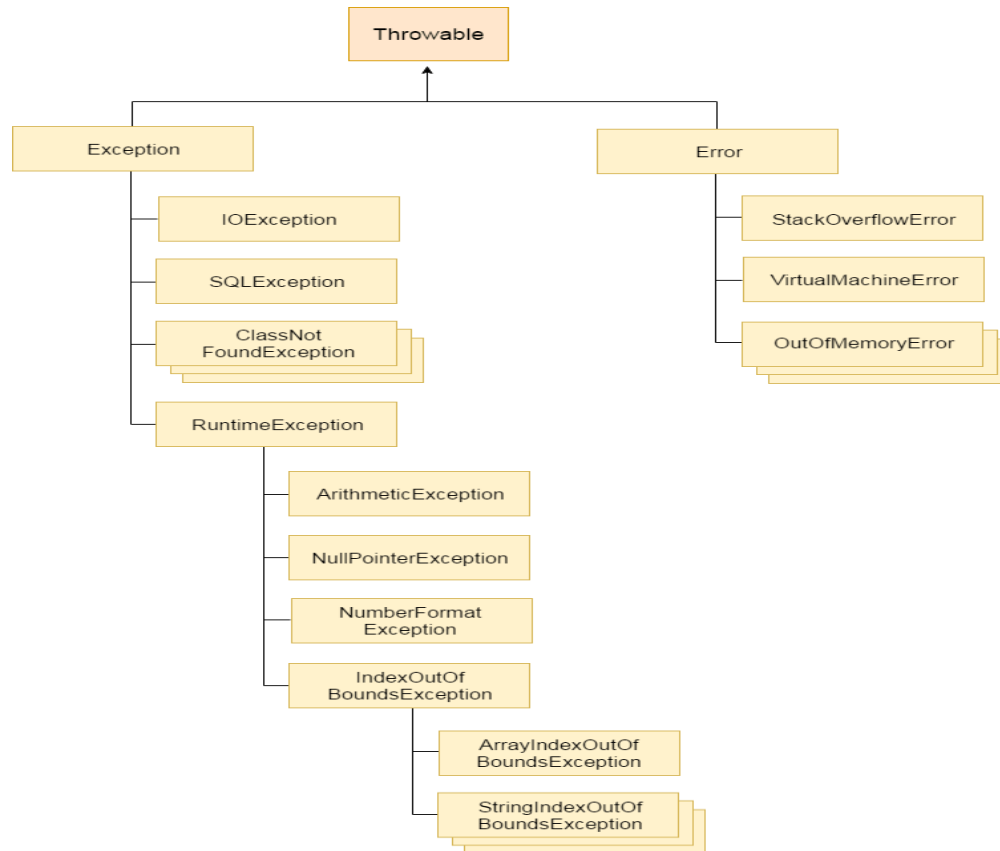 Throwable
Exception
Error
IOException
StackOverflowError
SQLException
VirtualMachineError
ClassNot
FoundException
OutOfMemoryError
RuntimeException
ArithmeticException
NullPointerException
NumberFormat
Exception
IndexOutOf
BoundsException
ArrayIndexOutOf
BoundsException
StringIndexOutOf
BoundsException